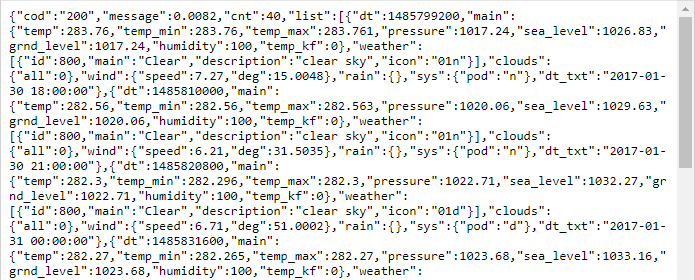 {"cod":"200","message":0.0082,"cnt":40,"list":[{"dt":1485799200,"main":
{"temp":283.76,"temp_min":283.76,"temp_max":283.761,"pressure":1017.24,"sea_level":1026.83,"
grnd_level":1017.24,"humidity":100,"temp_kf":0},"weather":
[{"id":800,"main":"Clear","description":"clear sky","icon":"01n"}],"clouds":
{"all":0},"wind":{"speed":7.27,"deg":15.0048},"rain":{},"sys":{"pod":"n"},"dt_txt":"2017-01-
30 18:00:00"},{"dt":1485810000,"main":
{"temp":282.56,"temp_min":282.56,"temp_max":282.563,"pressure":1020.06,"sea_level":1029.63,"
grnd_level":1020.06,"humidity":100,"temp_kf":0},"weather":
[{"id":800,"main":"Clear","description":"clear sky","icon":"01n"}],"clouds":
{"all":0},"wind":{"speed":6.21,"deg":31.5035},"rain":{},"sys":{"pod":"n"},"dt_txt":"2017-01-
30 21:00:00"},{"dt":1485820800,"main":
{"temp":282.3,"temp_min":282.296,"temp_max":282.3,"pressure":1022.71,"sea_level":1032.27,"gr
nd_level":1022.71,"humidity":100,"temp_kf":0},"weather":
[{"id":800,"main":"Clear","description":"clear sky","icon":"01d"}],"clouds":
{"all":0},"wind":{"speed":6.71,"deg":51.0002},"rain":{},"sys":{"pod":"d"},"dt_txt":"2017-01-
31 00:00:00"},{"dt":1485831600,"main":
{"temp":282.27,"temp_min":282.265,"temp_max":282.27,"pressure":1023.68,"sea_level":1033.16,"
grnd_level":1023.68,"humidity":100,"temp_kf":0},"weather":